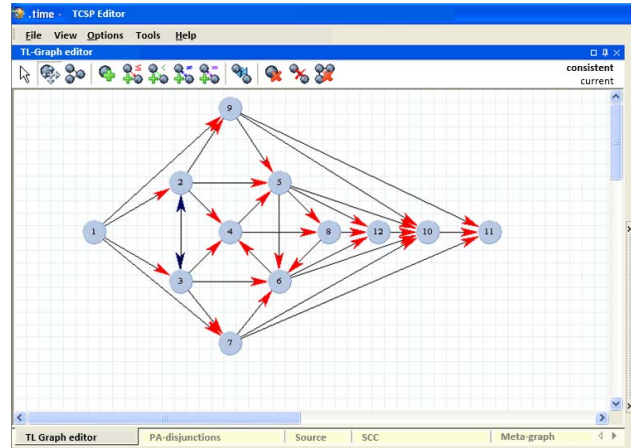 .time - TCSP Editor
File View Options Tools Help
TL-Graph editor
consistent
current
9
2
5
1
4
8
12
10
11
3
6
7
TL Graph editor PA-disjunctions Source SCC Meta-graph